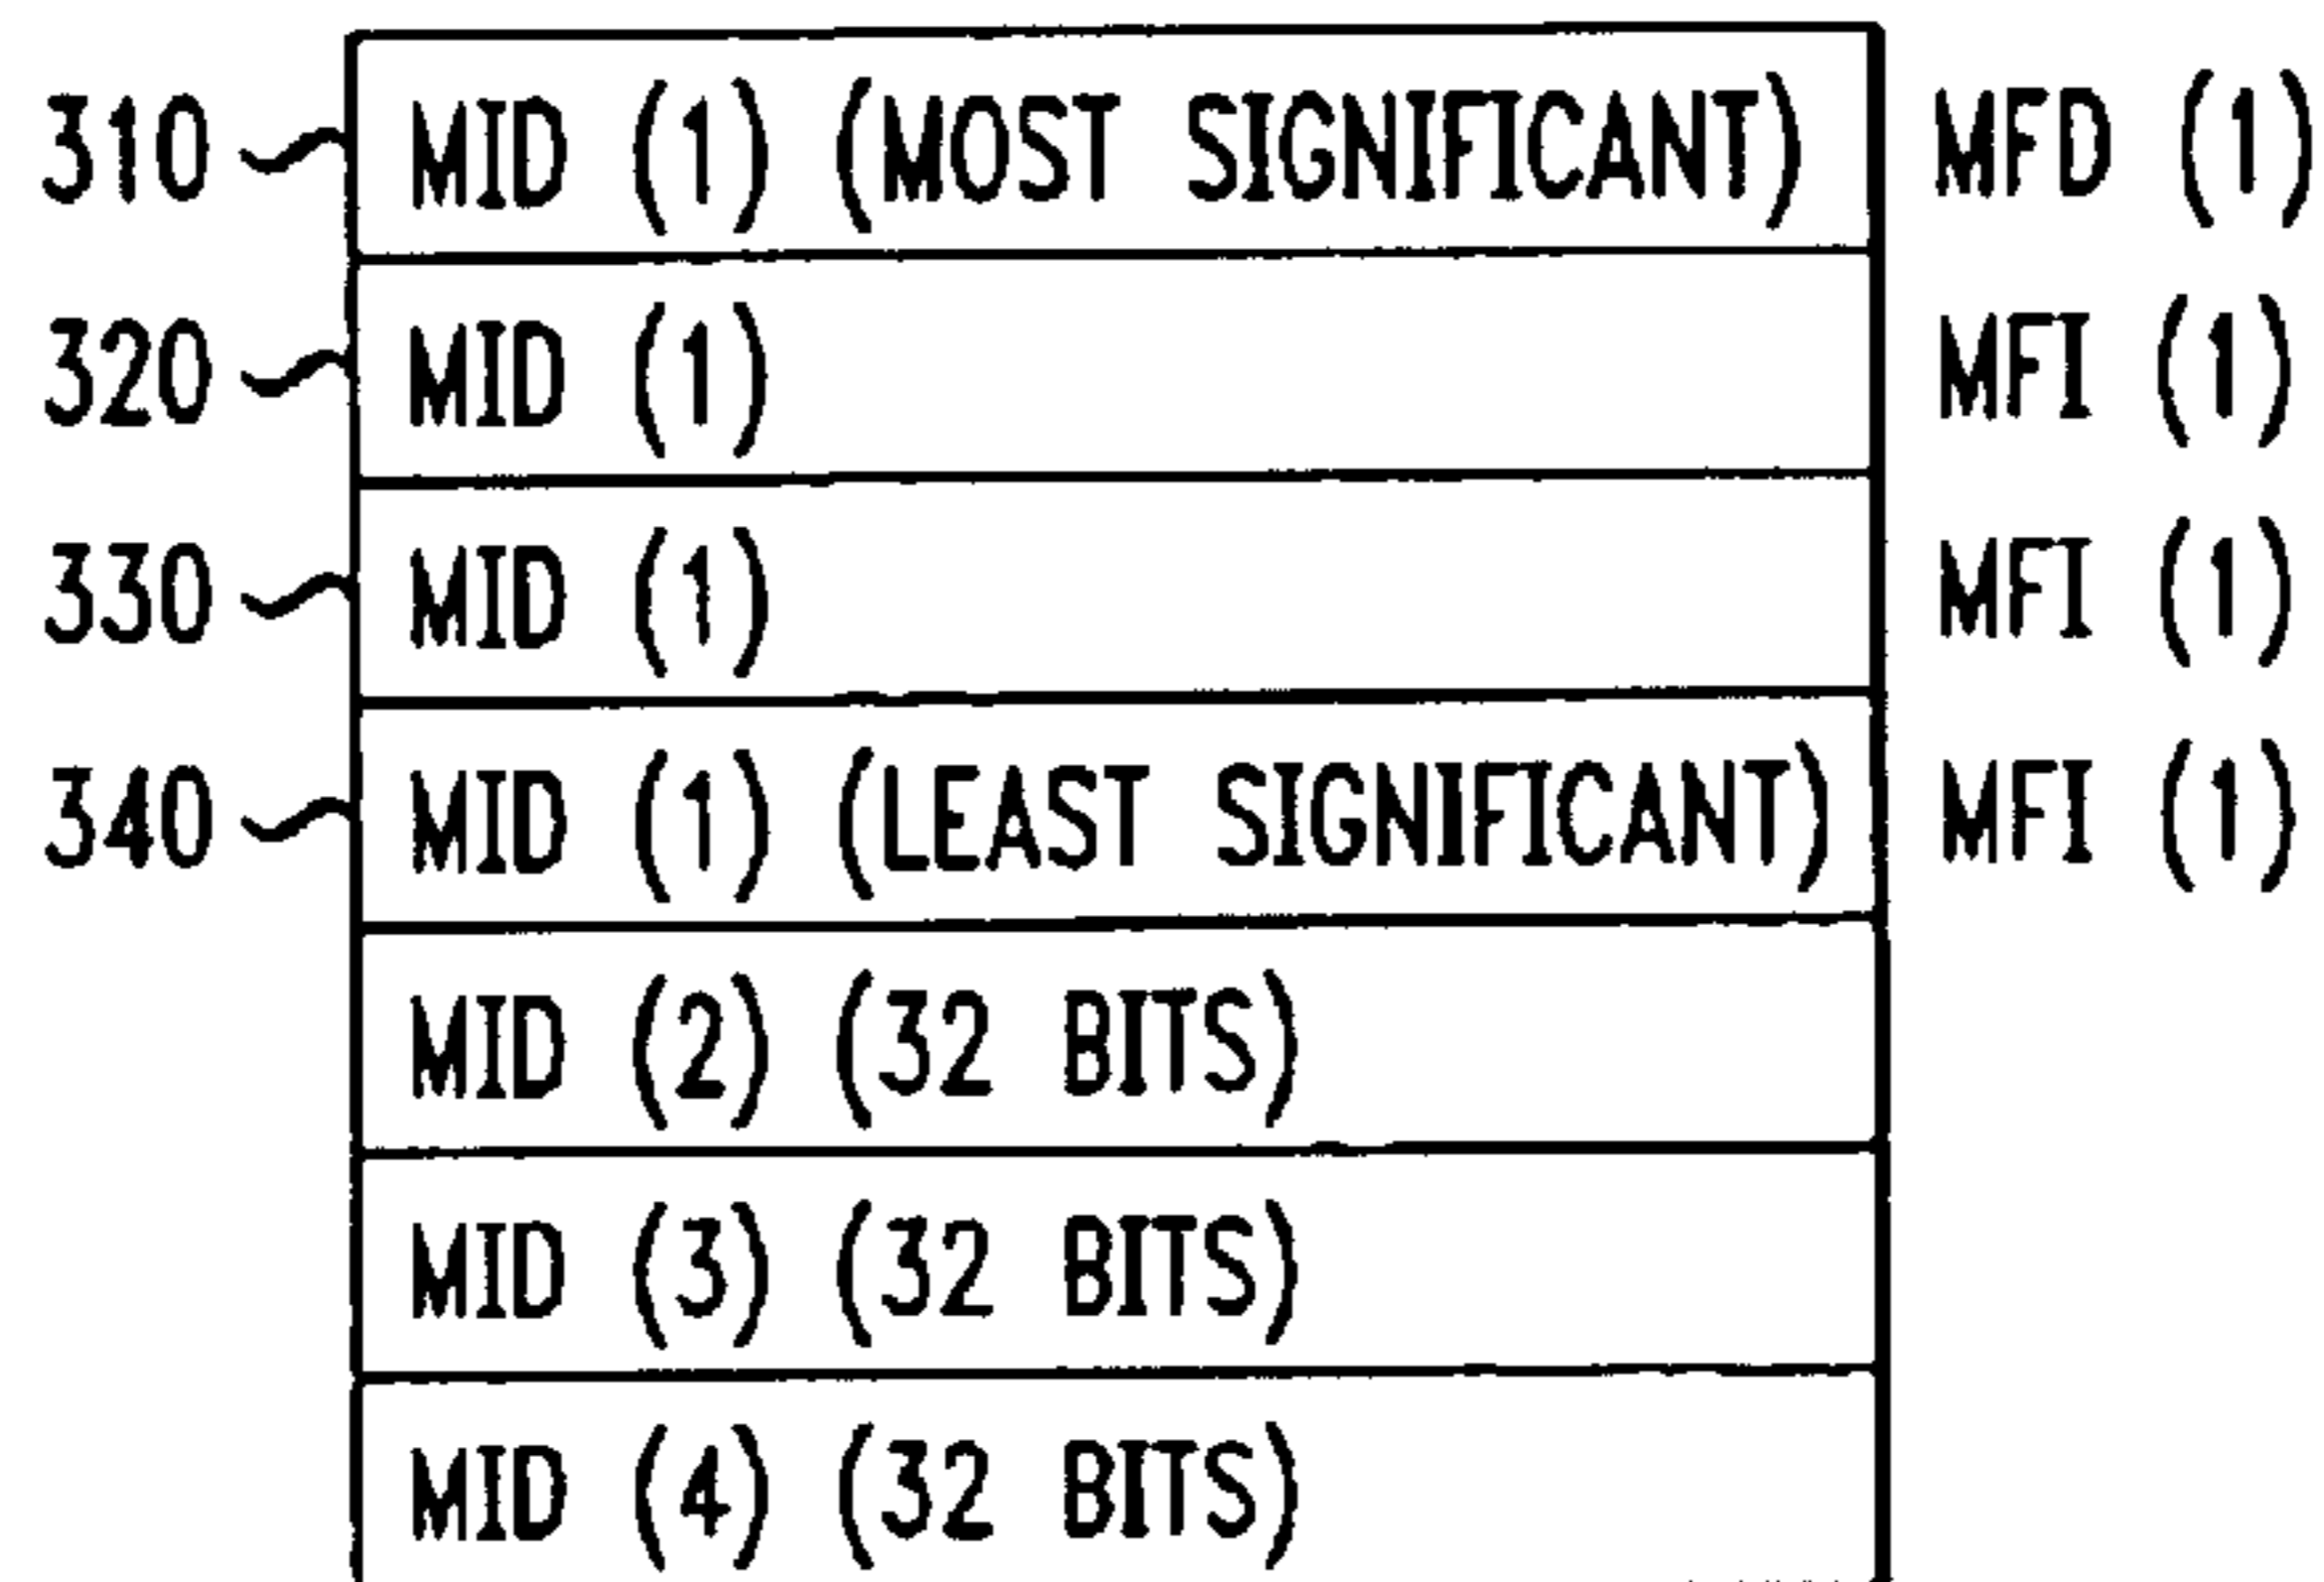 310 MID (1) (MOST SIGNIFICANT) MFD (1)
320 MID (1) MFI (1)
330 MID (1) MFI (1)
340 MID (1) (LEAST SIGNIFICANT) MFI (1)
MID (2) (32 BITS)
MID (3) (32 BITS)
MID (4) (32 BITS)